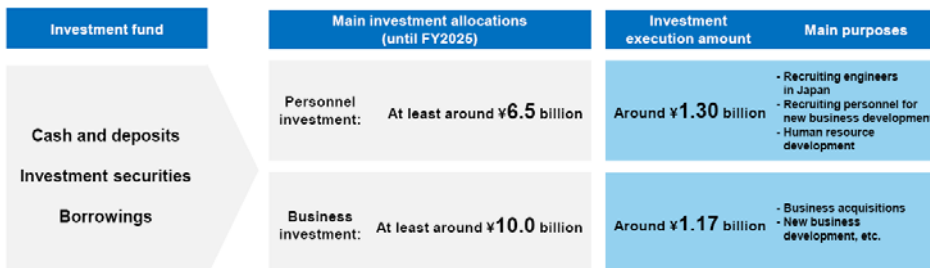 Investment fund
Main investment allocations
(until FY2025)
Investment
execution amount
Main purposes
Cash and deposits
Investment securities
Borrowings
Personnel
investment:
At least around ¥6.5 billion
Around ¥1.30 billion
- Recruiting engineers
in Japan
- Recruiting personnel for
new business development
- Human resource
development
Business
investment:
At least around ¥10.0 billion
Around ¥1.17 billion
- Business acquisitions
- New business
development, etc.